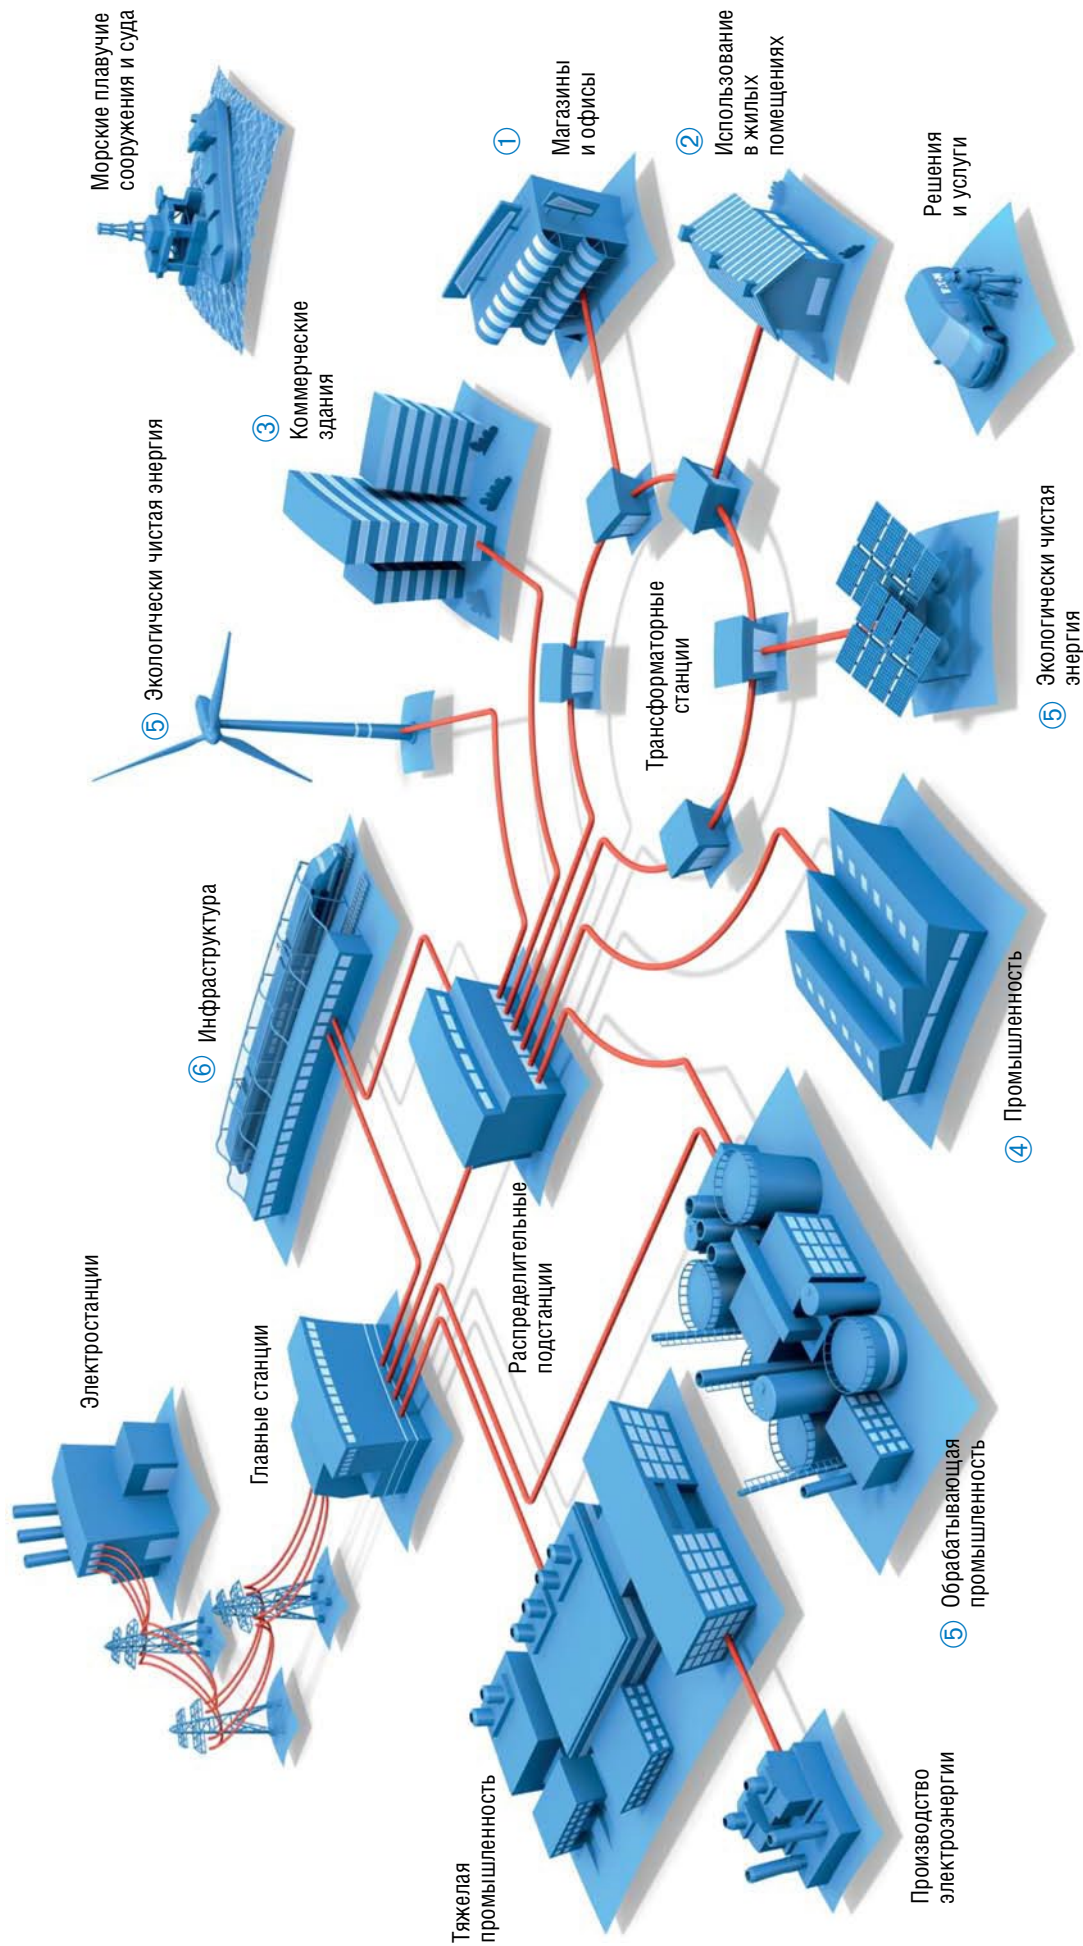 Электростанции
Главные станции
⑥ Инфраструктура
⑤ Экологически чистая энергия
③ Коммерческие
здания
Морские плавучие
сооружения и суда
① Магазины
и офисы
② Использование
в жилых
помещениях
Решения
и услуги
Трансформаторные
станции
Распределительные
подстанции
Тяжелая
промышленность
Производство
электроэнергии
⑤ Обрабатывающая
промышленность
④ Промышленность
⑤ Экологически чистая
энергия